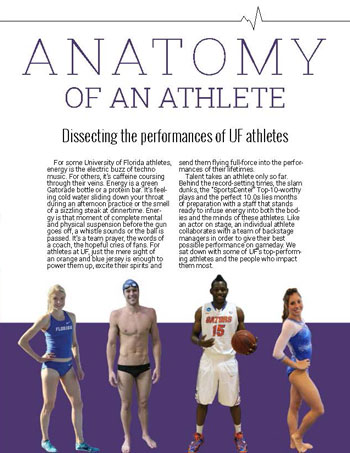 ANATOMY
OF AN ATHLETE
Dissecting the performances of UF athletes
For some University of Florida athletes,
energy is the electric buzz of techno
music. For others, it's caffeine coursing
through their veins. Energy is a green
Gatorade bottle or a protein bar. It's feel-
ing cold water sliding down your throat
during an afternoon practice or the smell
of a sizzling steak at dinnertime. Ener-
gy is that moment of complete mental
and physical suspension before the gun
goes off, a whistle sounds or the ball is
passed. It's a team prayer, the words of
a coach, the hopeful cries of fans. For
athletes at UF, just the mere sight of
an orange and blue jersey is enough to
power them up, excite their spirits and
send them flying full-force into the perfor-
mances of their lifetimes.
Talent takes an athlete only so far.
Behind the record-setting times, the slam
dunks, the "SportsCenter" Top-10-worthy
plays and the perfect 10.0s lies months
of preparation with a staff that stands
ready to infuse energy into both the bod-
ies and the minds of these athletes. Like
an actor on stage, an individual athlete
collaborates with a team of backstage
managers in order to give their best
possible performance on gameday. We
sat down with some of UF's top-perform-
ing athletes and the people who impact
them most.
FLORIDA
GATORS
15